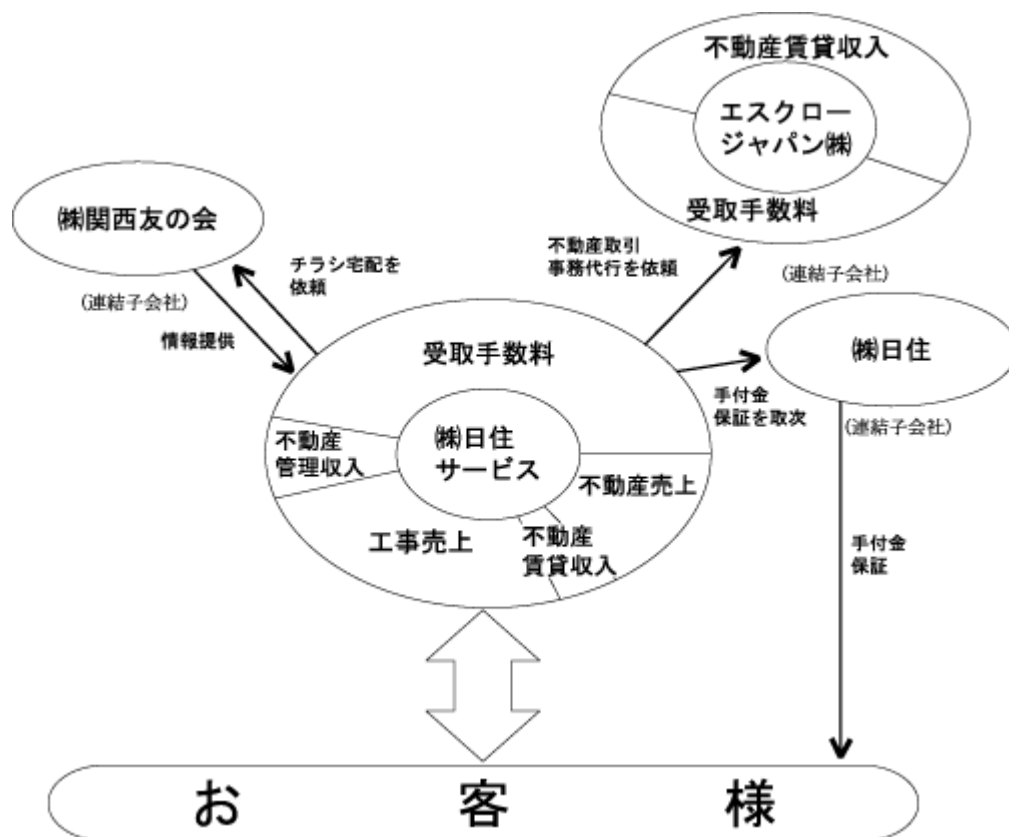 不動産賃貸収入
エスクロー
ジャパン㈱
受取手数料
㈱関西友の会
(連結子会社)
チラシ宅配を
依頼
情報提供
不動産取引
事務代行を依頼
(連結子会社)
㈱日住
(連結子会社)
手付金
保証を取次
手付金
保証
受取手数料
㈱日住
サービス
不動産
管理収入
不動産売上
工事売上
不動産
賃貸収入
お客様